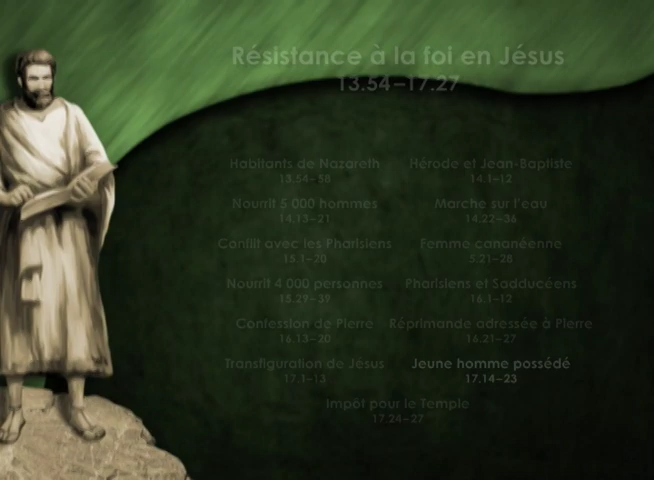 Résistance à la foi en Jésus
13.54–17.27
Habitants de Nazareth
13.54–58
Hérode et Jean-Baptiste
14.1–12
Nourrit 5 000 hommes
14.13–21
Marche sur l'eau
14.22–36
Conflit avec les Pharisiens
15.1–20
Femme cananéenne
5.21–28
Nourrit 4 000 personnes
15.29–39
Pharisiens et Sadducéens
16.1–12
Confession de Pierre
16.13–20
Réprimande adressée à Pierre
16.21–27
Transfiguration de Jésus
17.1–13
Jeune homme possédé
17.14–23
Impôt pour le Temple
17.24–27